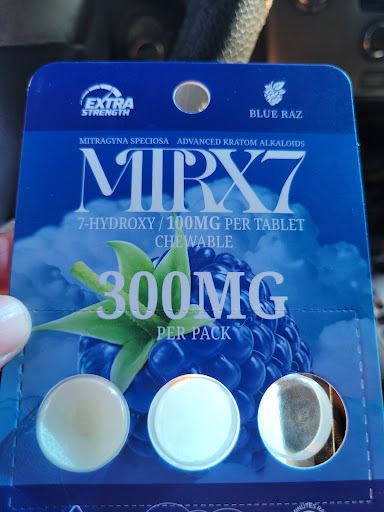 EXTRA
STRENGTH
BLUE RAZ
MITRAGYNA SPECIOSA ADVANCED KRATOM ALKALOIDS
MIRX7
7-HYDROXY / 100MG PER TABLET
CHEWABLE
300MG
PER PACK